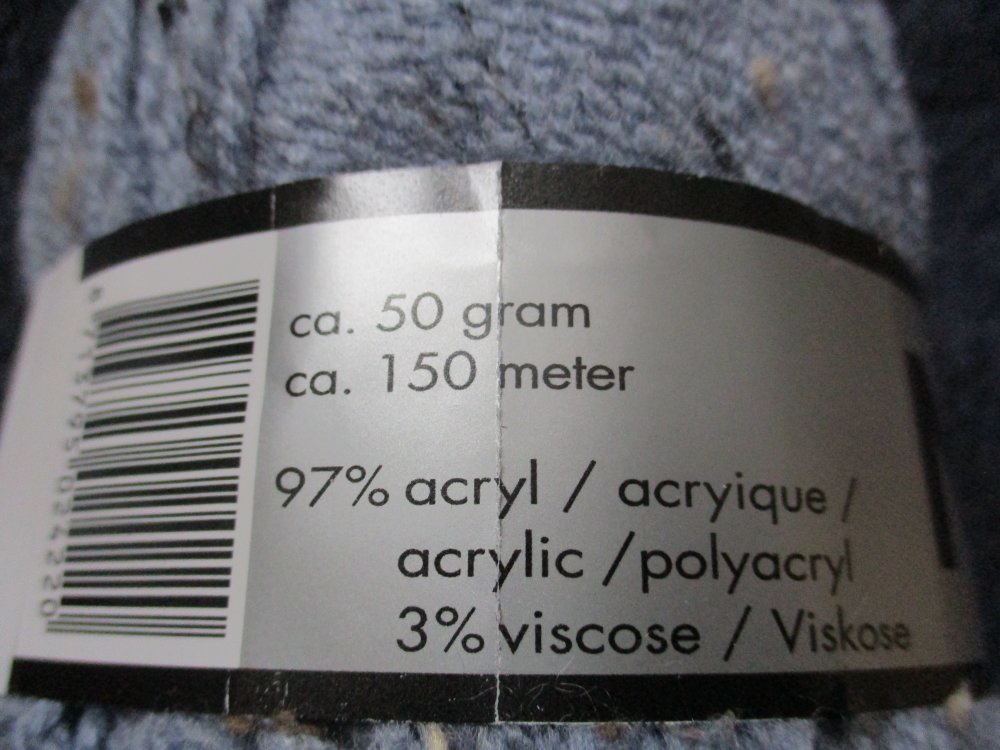 ca. 50 gram
ca. 150 meter
97% acryl / acryique /
acrylic /polyacryl
3% viscose / Viskose